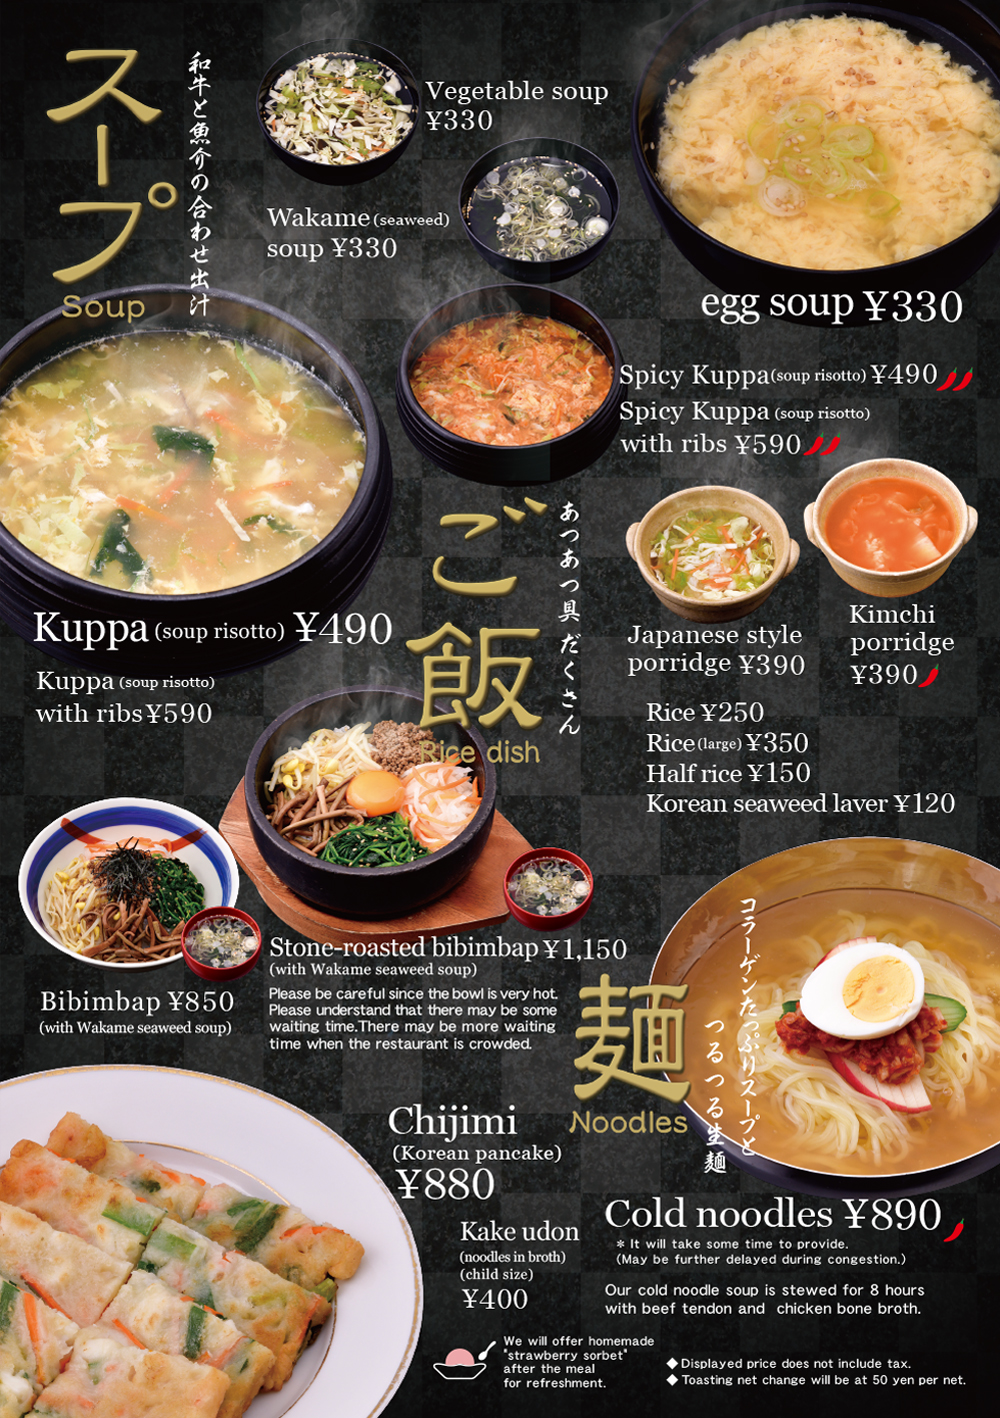 スープ
Soup
和牛と魚介の合わせ出汁
Vegetable soup
¥330
Wakame (seaweed)
soup ¥330
egg soup ¥330
Spicy Kuppa(soup risotto) ¥490
Spicy Kuppa (soup risotto)
with ribs ¥590
Kuppa (soup risotto) ¥490
Kuppa (soup risotto)
with ribs¥590
ご飯
Rice dish
あつあつ具だくさん
Japanese style
porridge ¥390
Kimchi
porridge
¥390
Rice ¥250
Rice(large) ¥350
Half rice ¥150
Korean seaweed laver ¥120
Bibimbap ¥850
(with Wakame seaweed soup)
Stone-roasted bibimbap ¥1,150
(with Wakame seaweed soup)
Please be careful since the bowl is very hot.
Please understand that there may be some
waiting time.There may be more waiting
time when the restaurant is crowded.
麺
Noodles
コラーゲンたっぷりスープと
つるつる生麺
Chijimi
(Korean pancake)
¥880
Kake udon
(noodles in broth)
(child size)
¥400
Cold noodles ¥890
* It will take some time to provide.
(May be further delayed during congestion.)
Our cold noodle soup is stewed for 8 hours
with beef tendon and chicken bone broth.
We will offer homemade
"strawberry sorbet"
after the meal
for refreshment.
◆ Displayed price does not include tax.
◆ Toasting net change will be at 50 yen per net.